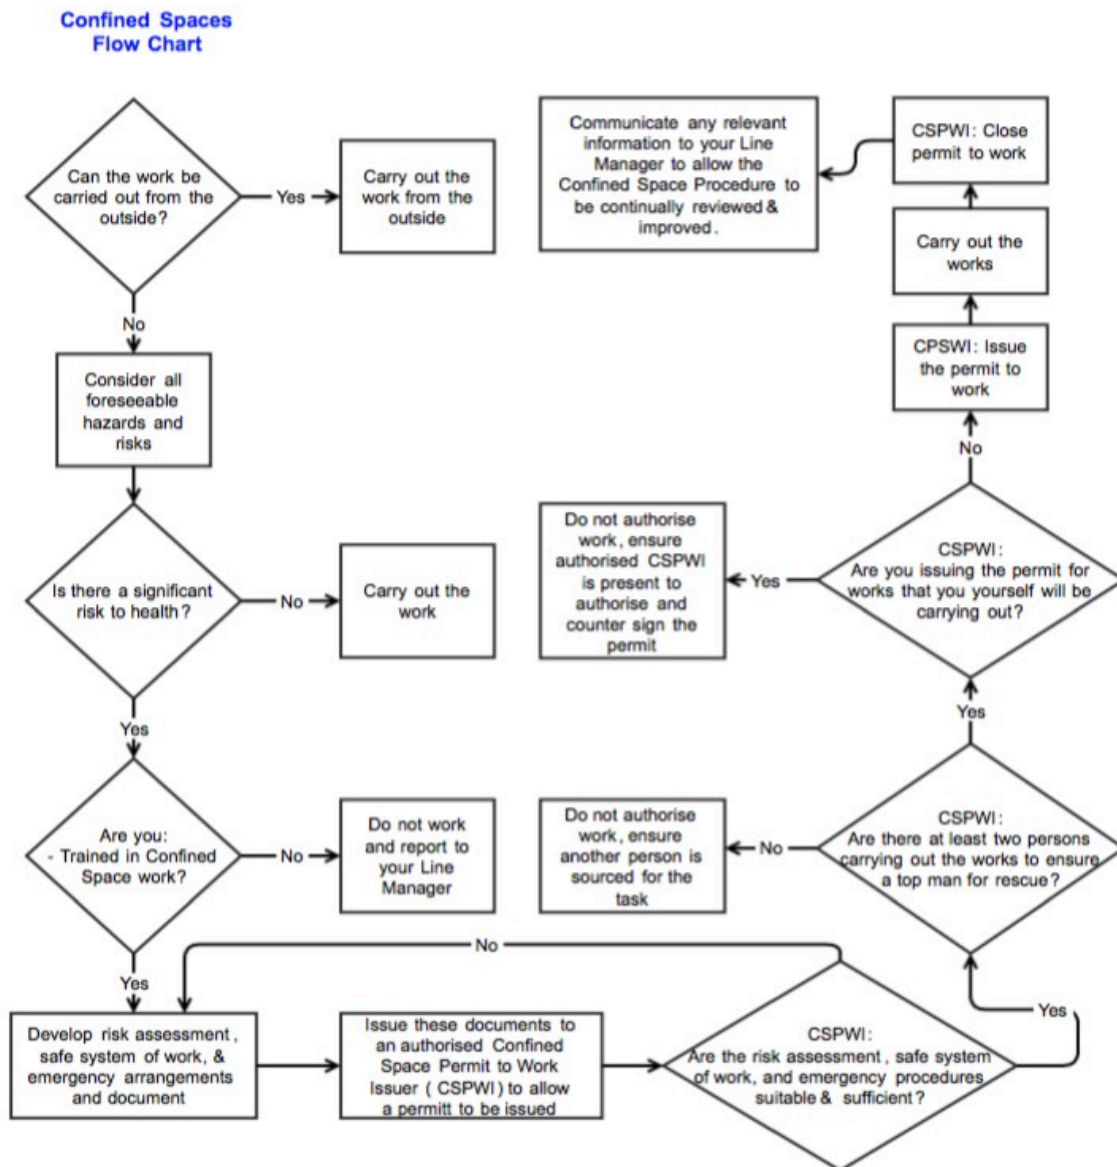 Confined Spaces
Flow Chart
Can the work be
carried out from the
outside?
Yes
Carry out the
work from the
outside
No
Consider all
foreseeable
hazards and
risks
Is there a significant
risk to health?
No
Carry out the
work
Yes
Are you:
- Trained in Confined
Space work?
No
Do not work
and report to
your Line
Manager
Yes
Develop risk assessment,
safe system of work, &
emergency arrangements
and document
Issue these documents to
an authorised Confined
Space Permit to Work
Issuer (CSPWI) to allow
a permitt to be issued
CSPWI:
Are the risk assessment, safe system
of work, and emergency procedures
suitable & sufficient?
No
Yes
CSPWI:
Are there at least two persons
carrying out the works to ensure
a top man for rescue?
No
Do not authorise
work, ensure
another person is
sourced for the
task
Yes
CSPWI:
Are you issuing the permit for
works that you yourself will be
carrying out?
Yes
Do not authorise
work, ensure
authorised CSPWI
is present to
authorise and
counter sign the
permit
No
CPSWI: Issue
the permit to
work
Carry out the
works
CSPWI: Close
permit to work
Communicate any relevant
information to your Line
Manager to allow the
Confined Space Procedure to
be continually reviewed &
improved.